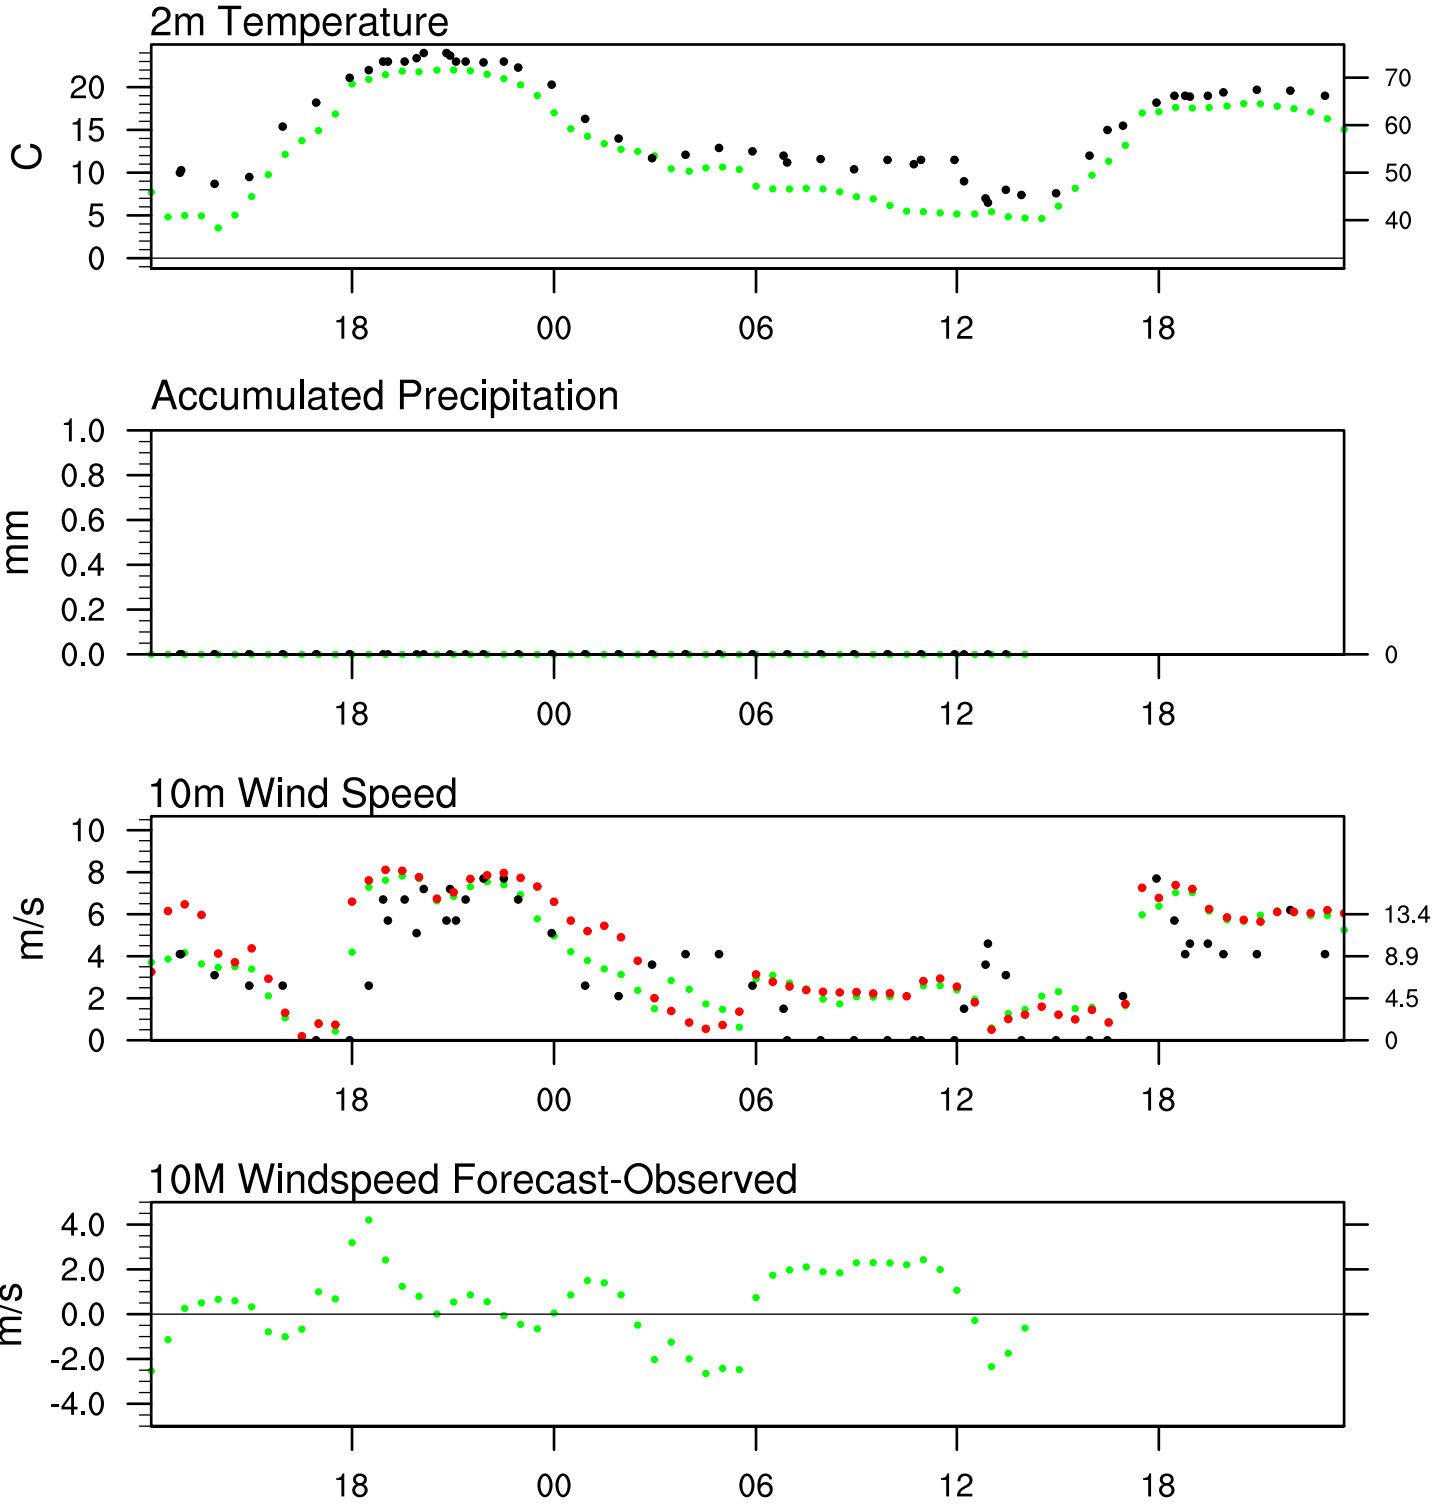 2m Temperature
20
15
10
5
0
C
70
60
50
40
18 00 06 12 18
Accumulated Precipitation
1.0
0.8
0.6
0.4
0.2
0.0
mm
0
18 00 06 12 18
10m Wind Speed
10
8
6
4
2
0
m/s
13.4
8.9
4.5
0
18 00 06 12 18
10M Windspeed Forecast-Observed
4.0
2.0
0.0
-2.0
-4.0
m/s
18 00 06 12 18